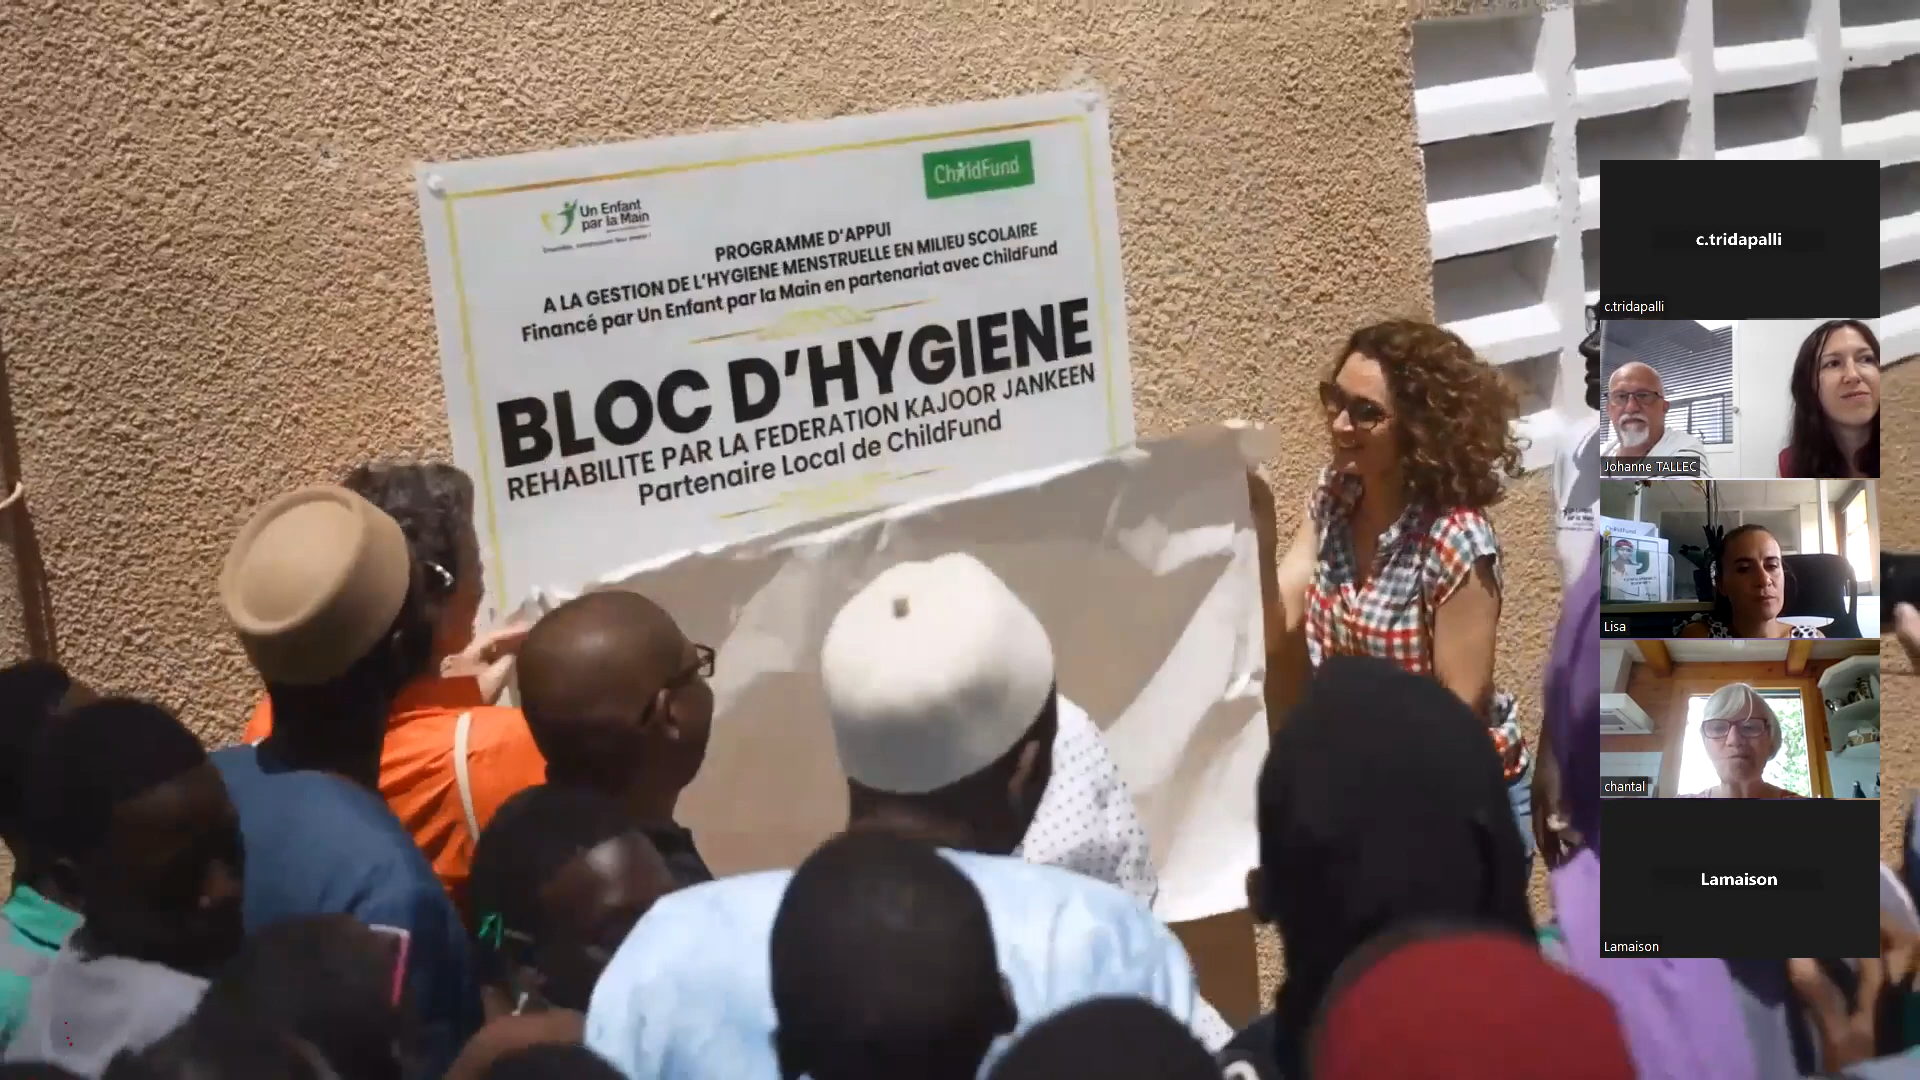 ChildFund
Un Enfant
par la Main
PROGRAMME D'APPUI
A LA GESTION DE L'HYGIENE MENSTRUELLE EN MILIEU SCOLAIRE
Financé par Un Enfant par la Main en partenariat avec ChildFund
BLOC D'HYGIENE
REHABILITE PAR LA FEDERATION KAJOOR JANKEEN
Partenaire Local de ChildFund
c.tridapalli
c.tridapalli
Johanne TALLEC
ChildFund
Lisa
chantal
Lamaison
Lamaison